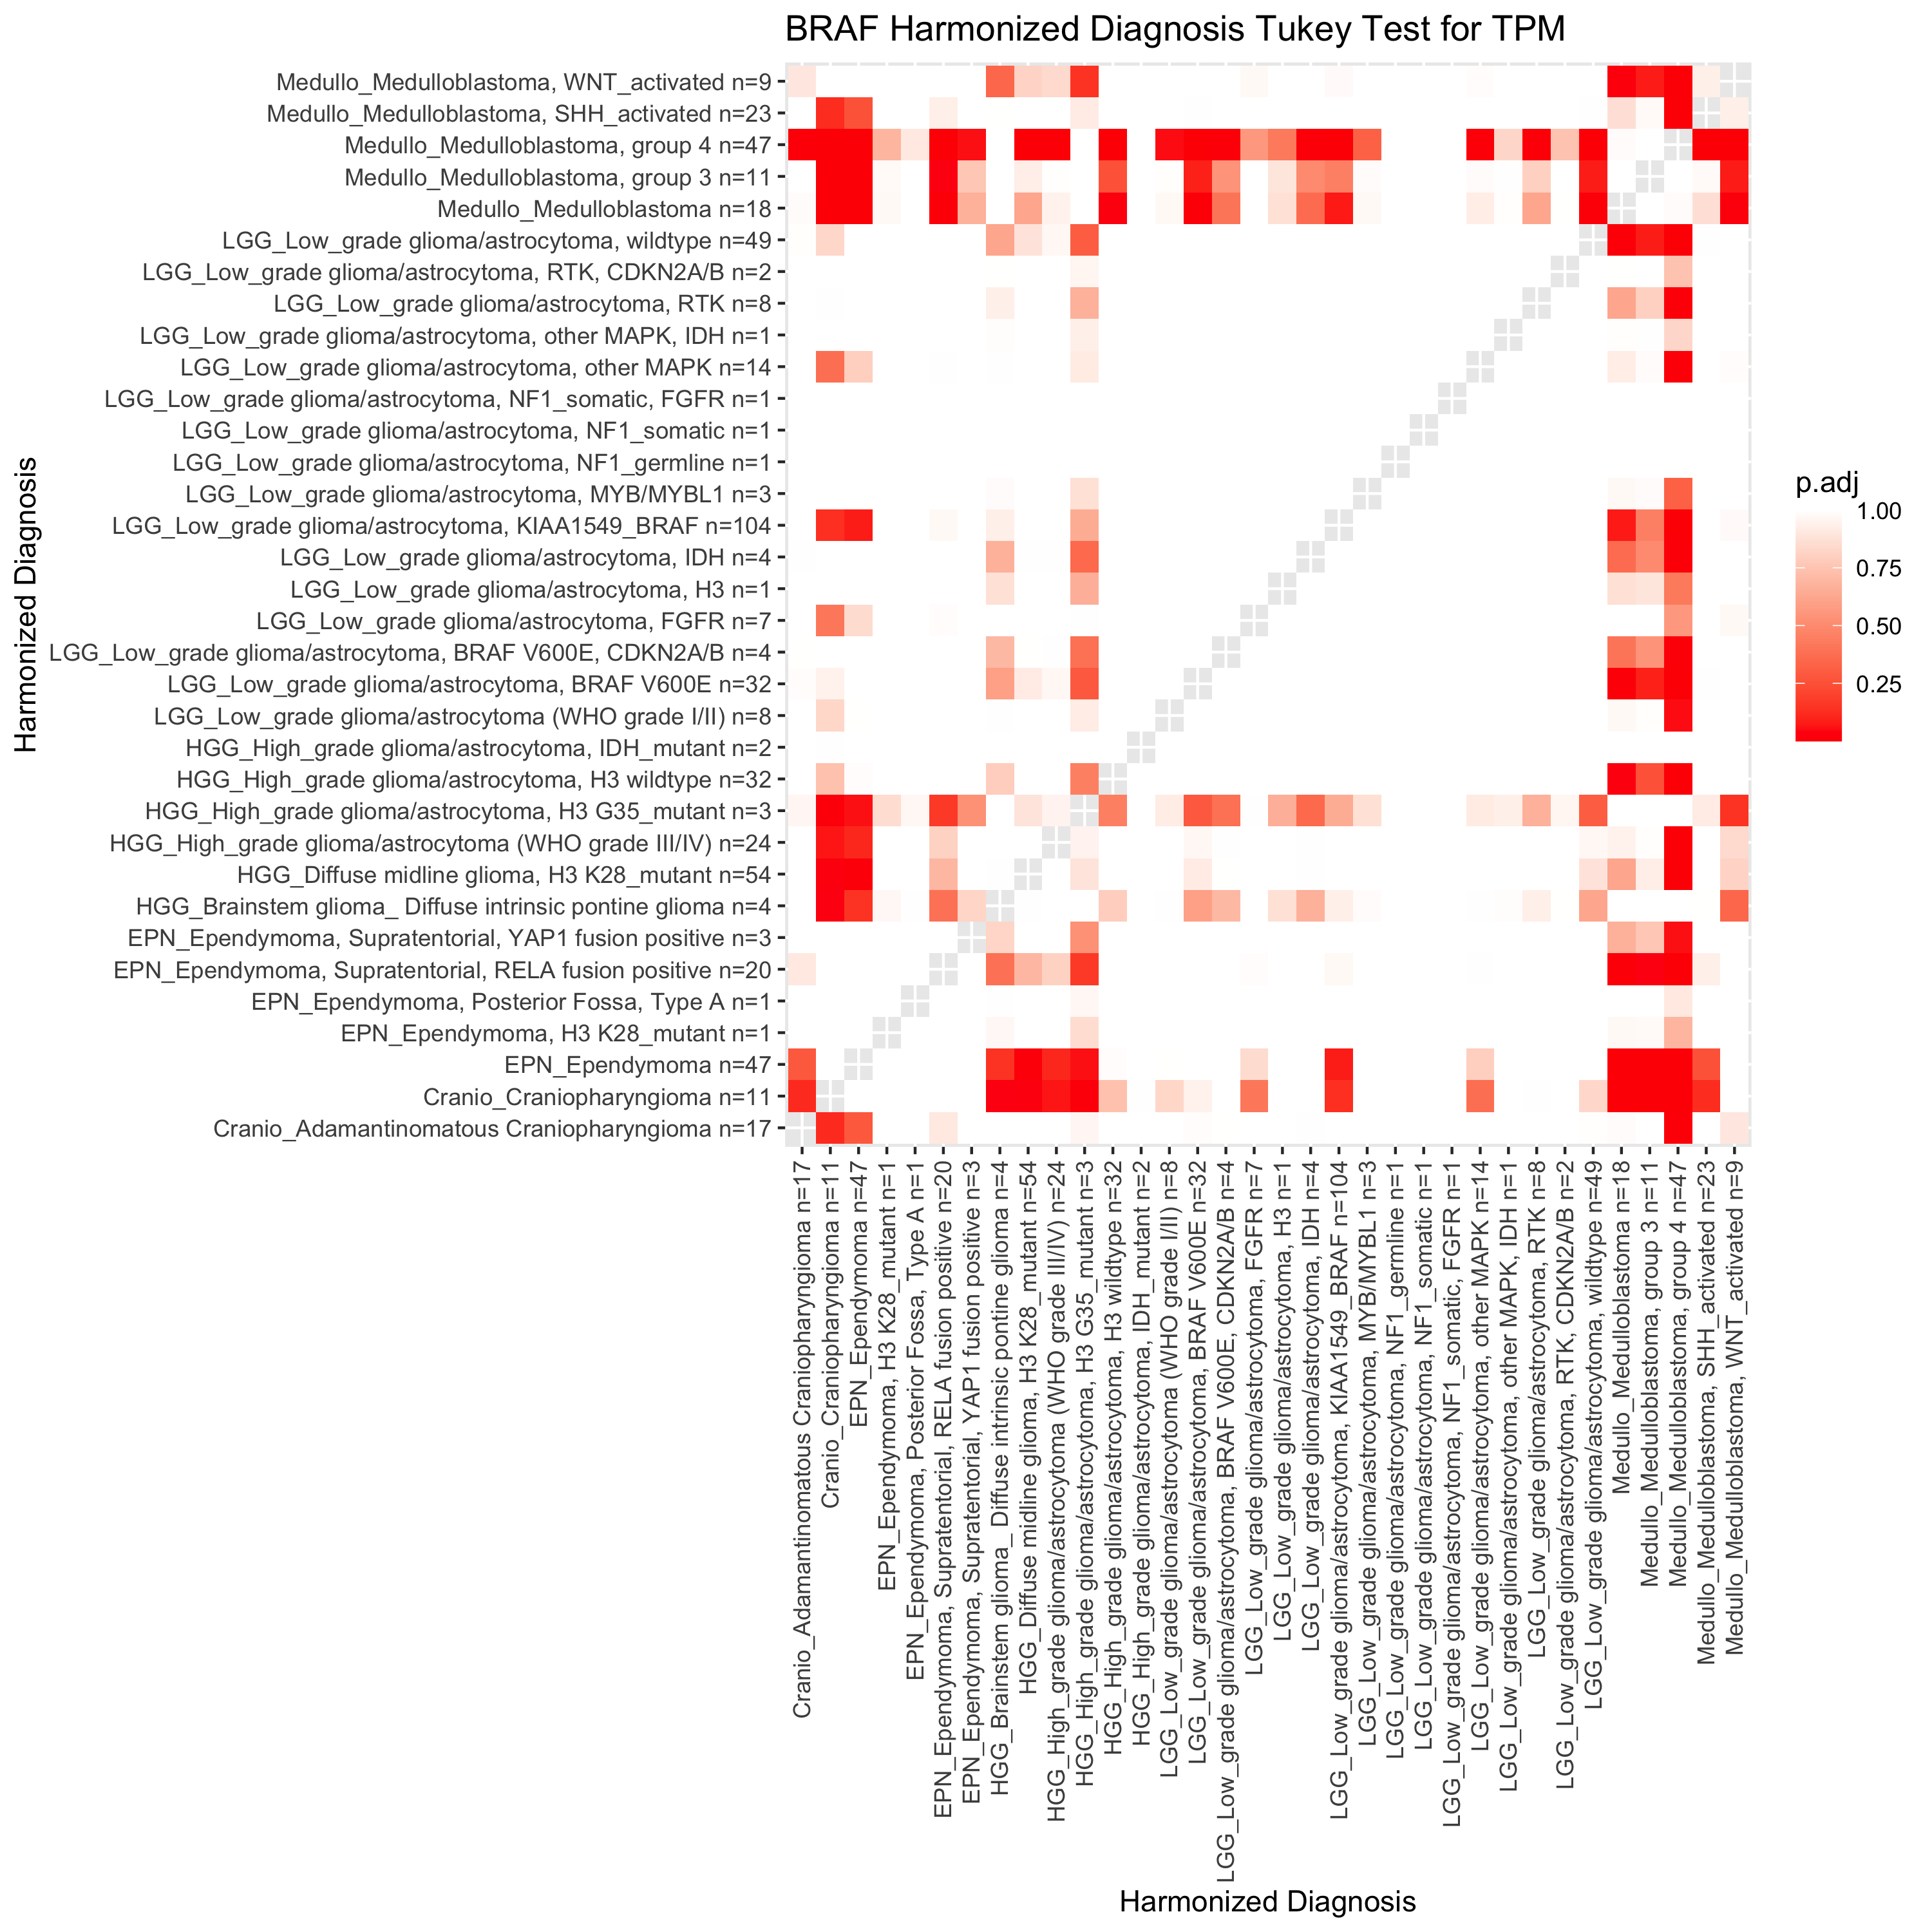 BRAF Harmonized Diagnosis Tukey Test for TPM
Harmonized Diagnosis
Medullo_Medulloblastoma, WNT_activated n=9
Medullo_Medulloblastoma, SHH_activated n=23
Medullo_Medulloblastoma, group 4 n=47
Medullo_Medulloblastoma, group 3 n=11
Medullo_Medulloblastoma n=18
LGG_Low_grade glioma/astrocytoma, wildtype n=49
LGG_Low_grade glioma/astrocytoma, RTK, CDKN2A/B n=2
LGG_Low_grade glioma/astrocytoma, RTK n=8
LGG_Low_grade glioma/astrocytoma, other MAPK, IDH n=1
LGG_Low_grade glioma/astrocytoma, other MAPK n=14
LGG_Low_grade glioma/astrocytoma, NF1_somatic, FGFR n=1
LGG_Low_grade glioma/astrocytoma, NF1_somatic n=1
LGG_Low_grade glioma/astrocytoma, NF1_germline n=1
LGG_Low_grade glioma/astrocytoma, MYB/MYBL1 n=3
LGG_Low_grade glioma/astrocytoma, KIAA1549_BRAF n=104
LGG_Low_grade glioma/astrocytoma, IDH n=4
LGG_Low_grade glioma/astrocytoma, H3 n=1
LGG_Low_grade glioma/astrocytoma, FGFR n=7
LGG_Low_grade glioma/astrocytoma, BRAF V600E, CDKN2A/B n=4
LGG_Low_grade glioma/astrocytoma, BRAF V600E n=32
LGG_Low_grade glioma/astrocytoma (WHO grade I/II) n=8
HGG_High_grade glioma/astrocytoma, IDH_mutant n=2
HGG_High_grade glioma/astrocytoma, H3 wildtype n=32
HGG_High_grade glioma/astrocytoma, H3 G35_mutant n=3
HGG_High_grade glioma/astrocytoma (WHO grade III/IV) n=24
HGG_Diffuse midline glioma, H3 K28_mutant n=54
HGG_Brainstem glioma_ Diffuse intrinsic pontine glioma n=4
EPN_Ependymoma, Supratentorial, YAP1 fusion positive n=3
EPN_Ependymoma, Supratentorial, RELA fusion positive n=20
EPN_Ependymoma, Posterior Fossa, Type A n=1
EPN_Ependymoma, H3 K28_mutant n=1
EPN_Ependymoma n=47
Cranio_Craniopharyngioma n=11
Cranio_Adamantinomatous Craniopharyngioma n=17
Cranio_Adamantinomatous Craniopharyngioma n=17
Cranio_Craniopharyngioma n=11
EPN_Ependymoma n=47
EPN_Ependymoma, H3 K28_mutant n=1
EPN_Ependymoma, Posterior Fossa, Type A n=1
EPN_Ependymoma, Supratentorial, RELA fusion positive n=20
EPN_Ependymoma, Supratentorial, YAP1 fusion positive n=3
HGG_Brainstem glioma_ Diffuse intrinsic pontine glioma n=4
HGG_Diffuse midline glioma, H3 K28_mutant n=54
HGG_High_grade glioma/astrocytoma (WHO grade III/IV) n=24
HGG_High_grade glioma/astrocytoma, H3 G35_mutant n=3
HGG_High_grade glioma/astrocytoma, H3 wildtype n=32
HGG_High_grade glioma/astrocytoma, IDH_mutant n=2
LGG_Low_grade glioma/astrocytoma (WHO grade I/II) n=8
LGG_Low_grade glioma/astrocytoma, BRAF V600E n=32
LGG_Low_grade glioma/astrocytoma, BRAF V600E, CDKN2A/B n=4
LGG_Low_grade glioma/astrocytoma, FGFR n=7
LGG_Low_grade glioma/astrocytoma, H3 n=1
LGG_Low_grade glioma/astrocytoma, IDH n=4
LGG_Low_grade glioma/astrocytoma, KIAA1549_BRAF n=104
LGG_Low_grade glioma/astrocytoma, MYB/MYBL1 n=3
LGG_Low_grade glioma/astrocytoma, NF1_germline n=1
LGG_Low_grade glioma/astrocytoma, NF1_somatic n=1
LGG_Low_grade glioma/astrocytoma, NF1_somatic, FGFR n=1
LGG_Low_grade glioma/astrocytoma, other MAPK n=14
LGG_Low_grade glioma/astrocytoma, other MAPK, IDH n=1
LGG_Low_grade glioma/astrocytoma, RTK n=8
LGG_Low_grade glioma/astrocytoma, RTK, CDKN2A/B n=2
LGG_Low_grade glioma/astrocytoma, wildtype n=49
Medullo_Medulloblastoma n=18
Medullo_Medulloblastoma, group 3 n=11
Medullo_Medulloblastoma, group 4 n=47
Medullo_Medulloblastoma, SHH_activated n=23
Medullo_Medulloblastoma, WNT_activated n=9
Harmonized Diagnosis
p.adj
1.00
0.75
0.50
0.25